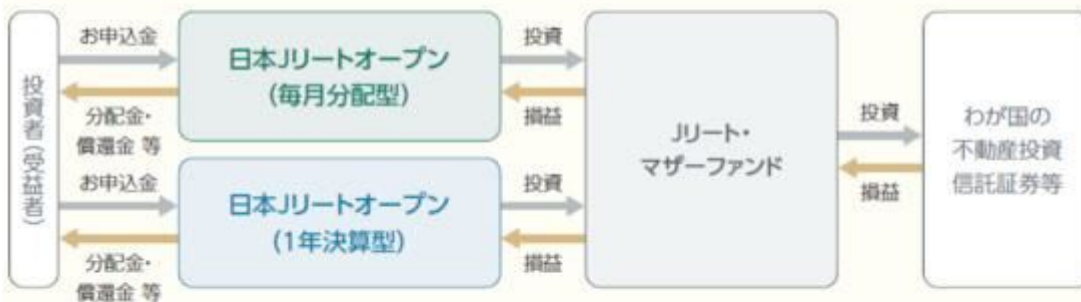 投資者(受益者)
お申込金
分配金・
償還金 等
日本Jリートオープン
(毎月分配型)
投資
損益
お申込金
分配金・
償還金 等
日本Jリートオープン
(1年決算型)
投資
損益
Jリート・
マザーファンド
投資
損益
わが国の
不動産投資
信託証券等